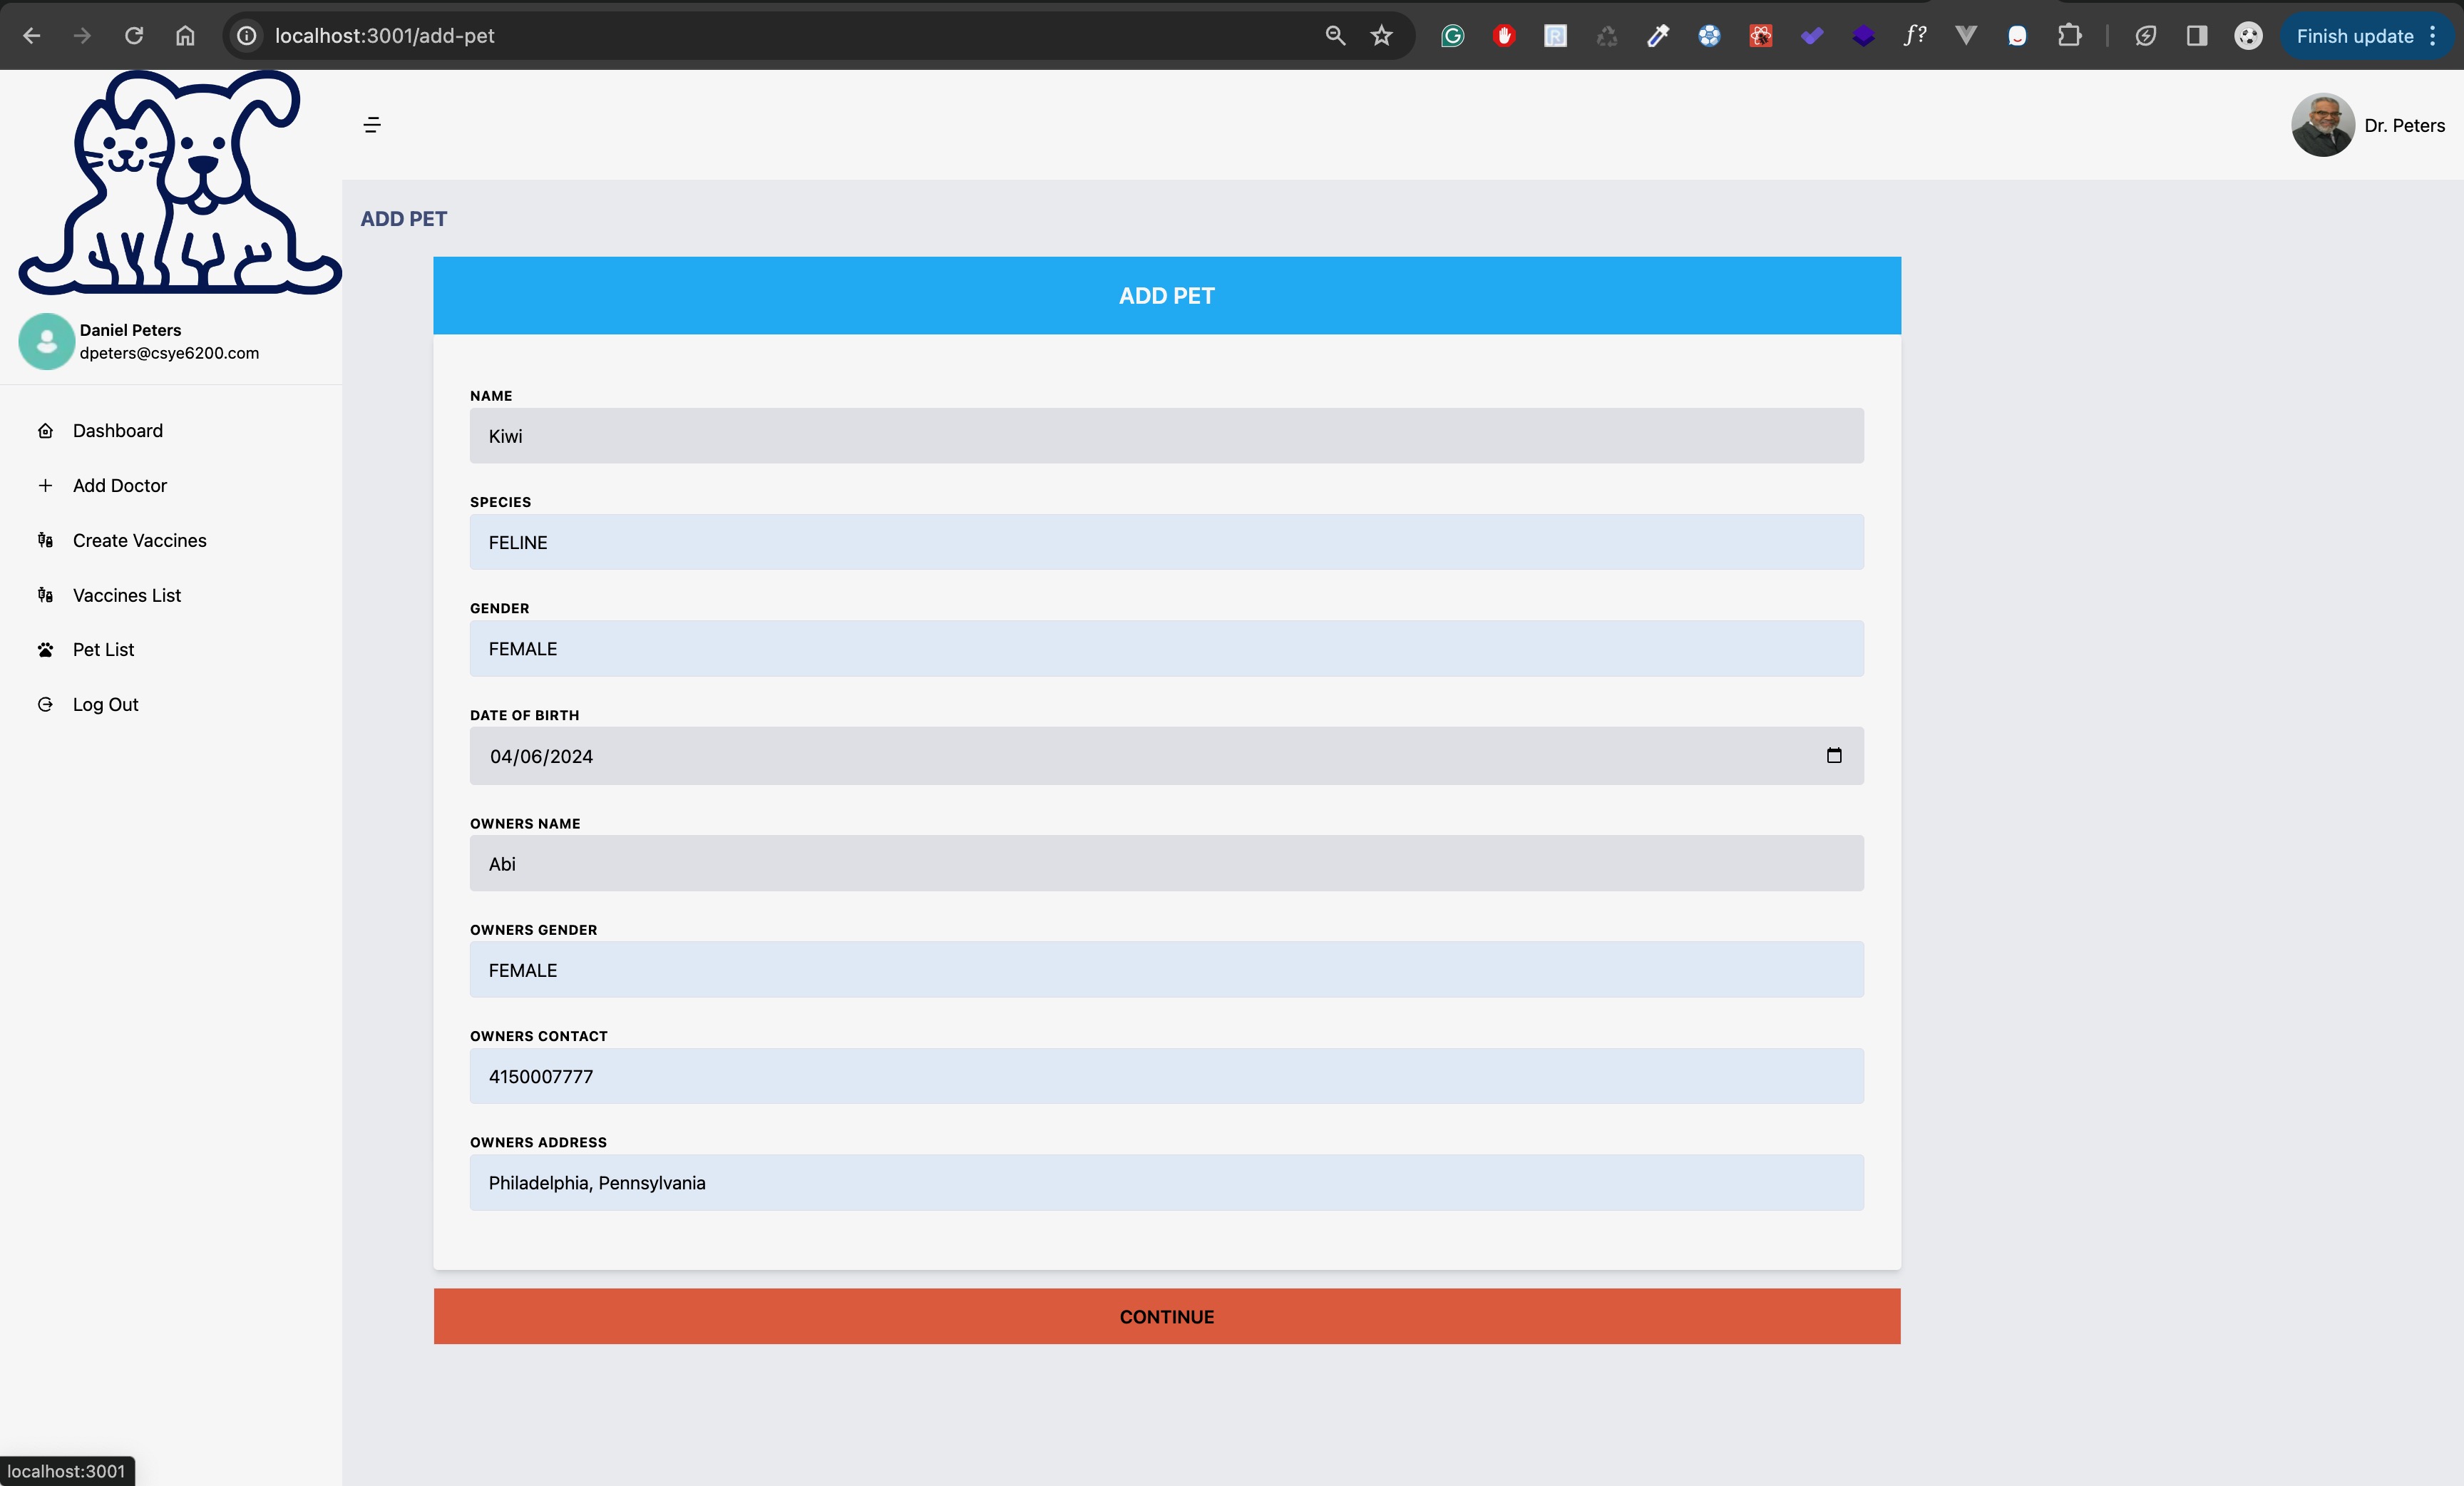 localhost:3001/add-pet
Finish update
Dr. Peters
Daniel Peters
dpeters@csye6200.com
Dashboard
Add Doctor
Create Vaccines
Vaccines List
Pet List
Log Out
ADD PET
ADD PET
NAME
Kiwi
SPECIES
FELINE
GENDER
FEMALE
DATE OF BIRTH
04/06/2024
OWNERS NAME
Abi
OWNERS GENDER
FEMALE
OWNERS CONTACT
4150007777
OWNERS ADDRESS
Philadelphia, Pennsylvania
CONTINUE
localhost:3001